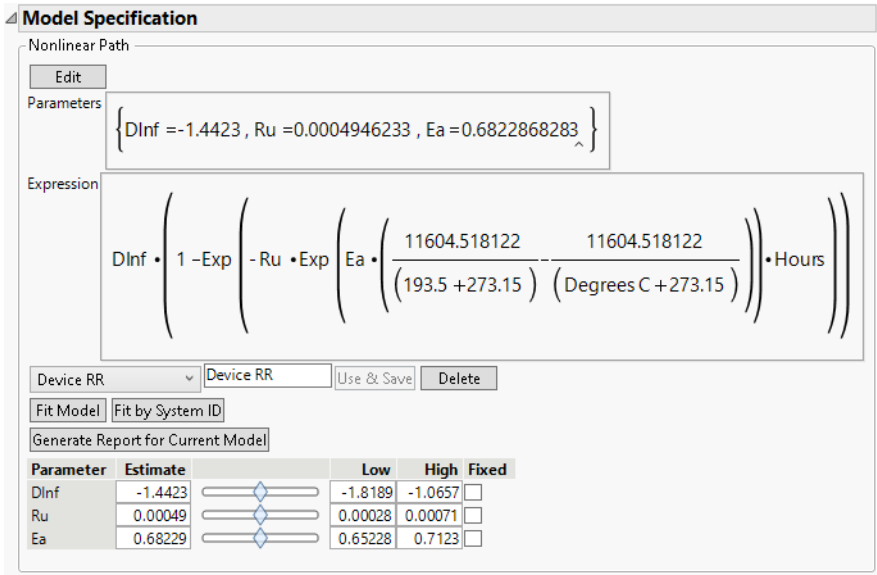 Model Specification
Nonlinear Path
Edit
Parameters
{DInf =-1.4423 , Ru =0.0004946233 , Ea =0.6822868283 }
Expression
DInf • ( 1 -Exp ( - Ru • Exp ( Ea • ( 11604.518122 / (193.5 +273.15 ) - 11604.518122 / (Degrees C +273.15 ) ) ) • Hours ) )
Device RR Device RR Use & Save Delete
Fit Model Fit by System ID
Generate Report for Current Model
Parameter Estimate Low High Fixed
DInf -1.4423 -1.8189 -1.0657
Ru 0.00049 0.00028 0.00071
Ea 0.68229 0.65228 0.7123